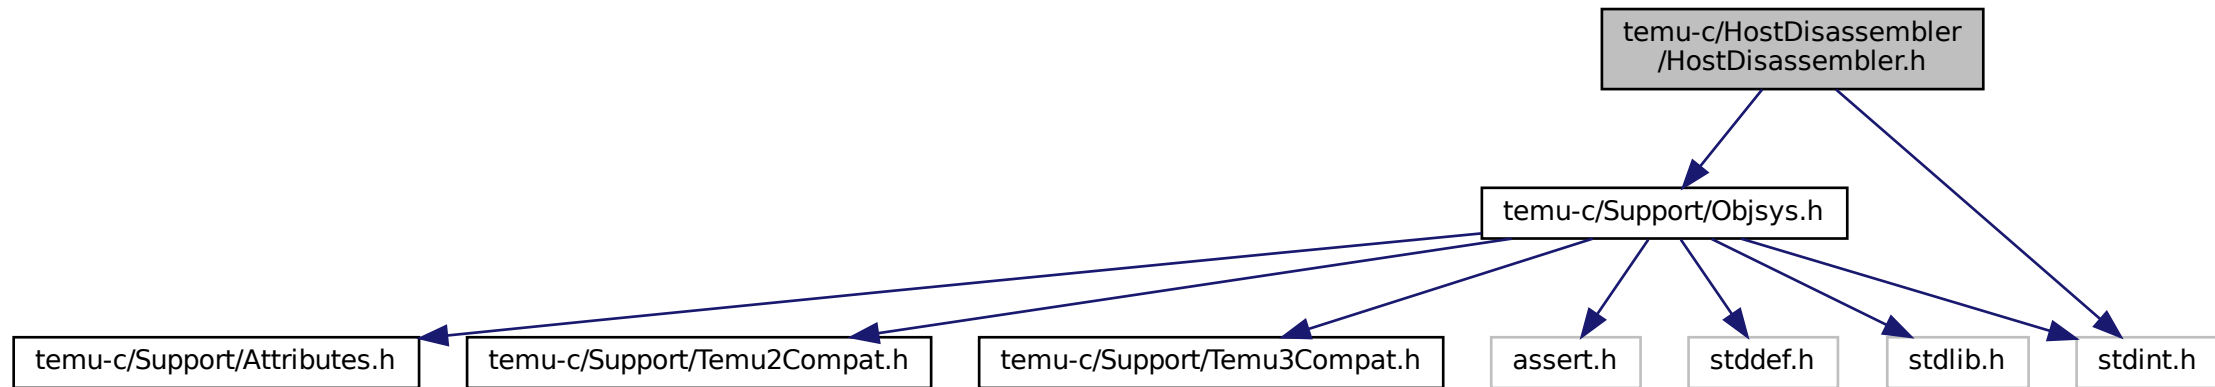 temu-c/HostDisassembler
/HostDisassembler.h
temu-c/Support/Objsys.h
temu-c/Support/Attributes.h
temu-c/Support/Temu2Compat.h
temu-c/Support/Temu3Compat.h
assert.h
stddef.h
stdlib.h
stdint.h